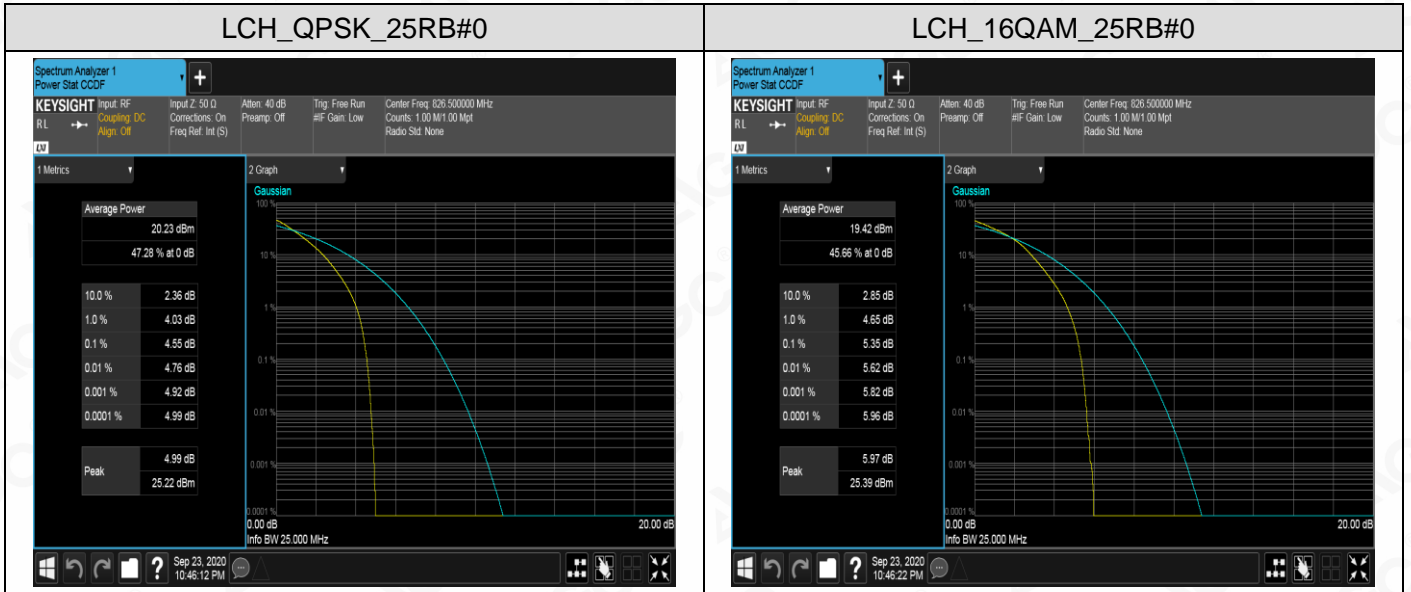 LCH_QPSK_25RB#0
Spectrum Analyzer 1
Power Stat CCDF
+
KEYSIGHT Input: RF Input Z: 50 Ω Atten: 40 dB Trig: Free Run Center Freq: 826.500000 MHz
RL Coupling: DC Corrections: On Preamp: Off #IF Gain: Low Counts: 1.00 M/1.00 Mpt
Align: Off Freq Ref: Int (S) Radio Std: None
LXI
1 Metrics
Average Power
20.23 dBm
47.28 % at 0 dB
10.0 % 2.36 dB
1.0 % 4.03 dB
0.1 % 4.55 dB
0.01 % 4.76 dB
0.001 % 4.92 dB
0.0001 % 4.99 dB
Peak 4.99 dB
25.22 dBm
2 Graph
Gaussian
100 %
10 %
1 %
0.1 %
0.01 %
0.001 %
0.0001 %
0.00 dB 20.00 dB
Info BW 25.000 MHz
?
Sep 23, 2020
10:46:12 PM
LCH_16QAM_25RB#0
Spectrum Analyzer 1
Power Stat CCDF
+
KEYSIGHT Input: RF Input Z: 50 Ω Atten: 40 dB Trig: Free Run Center Freq: 826.500000 MHz
RL Coupling: DC Corrections: On Preamp: Off #IF Gain: Low Counts: 1.00 M/1.00 Mpt
Align: Off Freq Ref: Int (S) Radio Std: None
LXI
1 Metrics
Average Power
19.42 dBm
45.66 % at 0 dB
10.0 % 2.85 dB
1.0 % 4.65 dB
0.1 % 5.35 dB
0.01 % 5.62 dB
0.001 % 5.82 dB
0.0001 % 5.96 dB
Peak 5.97 dB
25.39 dBm
2 Graph
Gaussian
100 %
10 %
1 %
0.1 %
0.01 %
0.001 %
0.0001 %
0.00 dB 20.00 dB
Info BW 25.000 MHz
?
Sep 23, 2020
10:46:22 PM